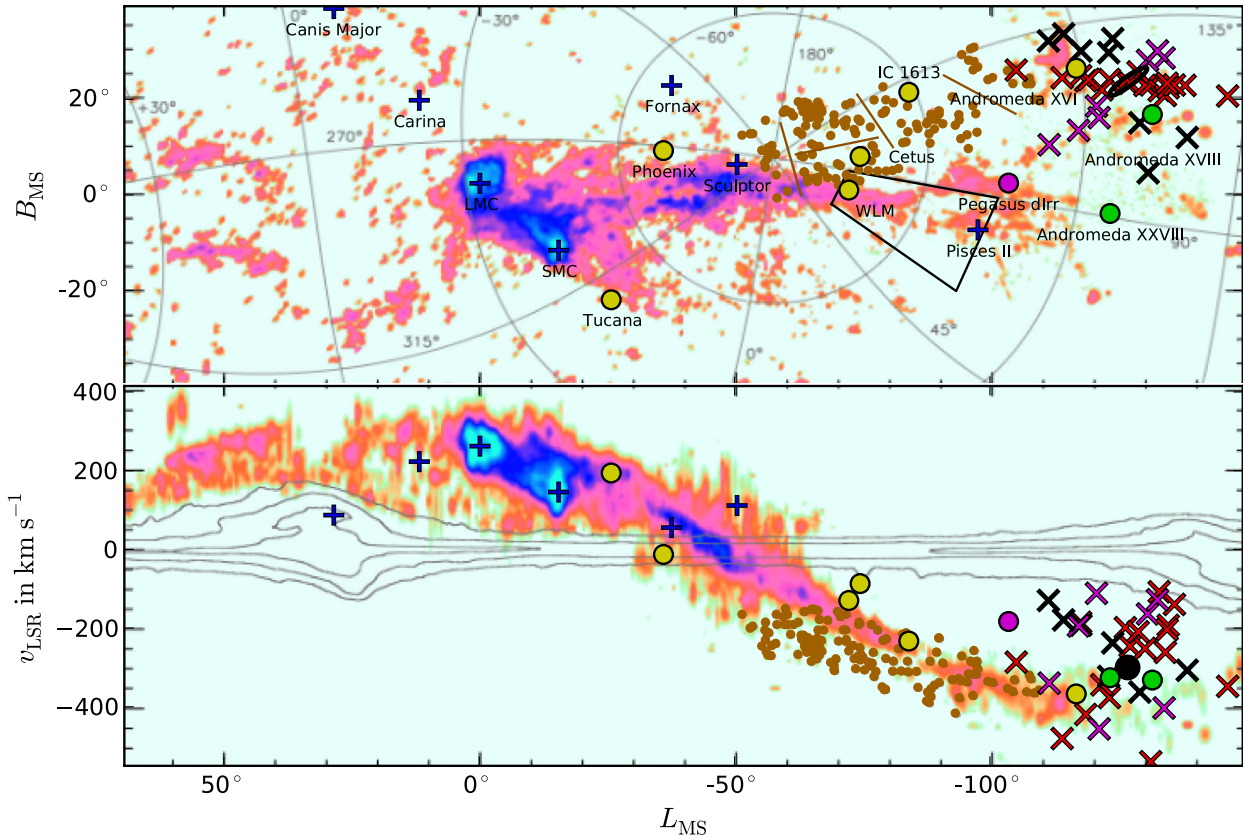 Canis Major
0°
-30°
-60°
180°
135°
IC 1613
Andromeda XVI
20°
+30°
Carina
Fornax
270°
Phoenix
Cetus
Andromeda XVIII
B_MS
0°
LMC
Sculptor
WLM
Pegasus dIrr
Andromeda XXVIII
SMC
Pisces II
90°
-20°
Tucana
315°
0°
45°
400
200
v_LSR in km s⁻¹
0
−200
−400
50°
0°
-50°
-100°
L_MS